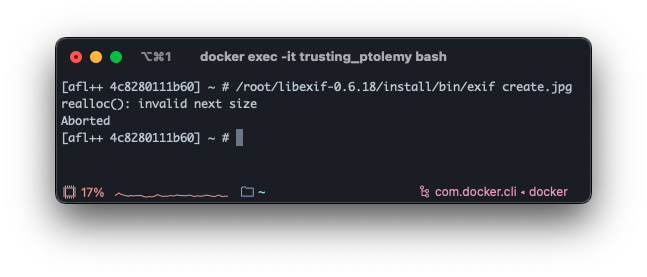 ⌥⌘1 docker exec -it trusting_ptolemy bash
[afl++ 4c8280111b60] ~ # /root/libexif-0.6.18/install/bin/exif create.jpg
realloc(): invalid next size
Aborted
[afl++ 4c8280111b60] ~ #
17% ~ com.docker.cli ◂ docker